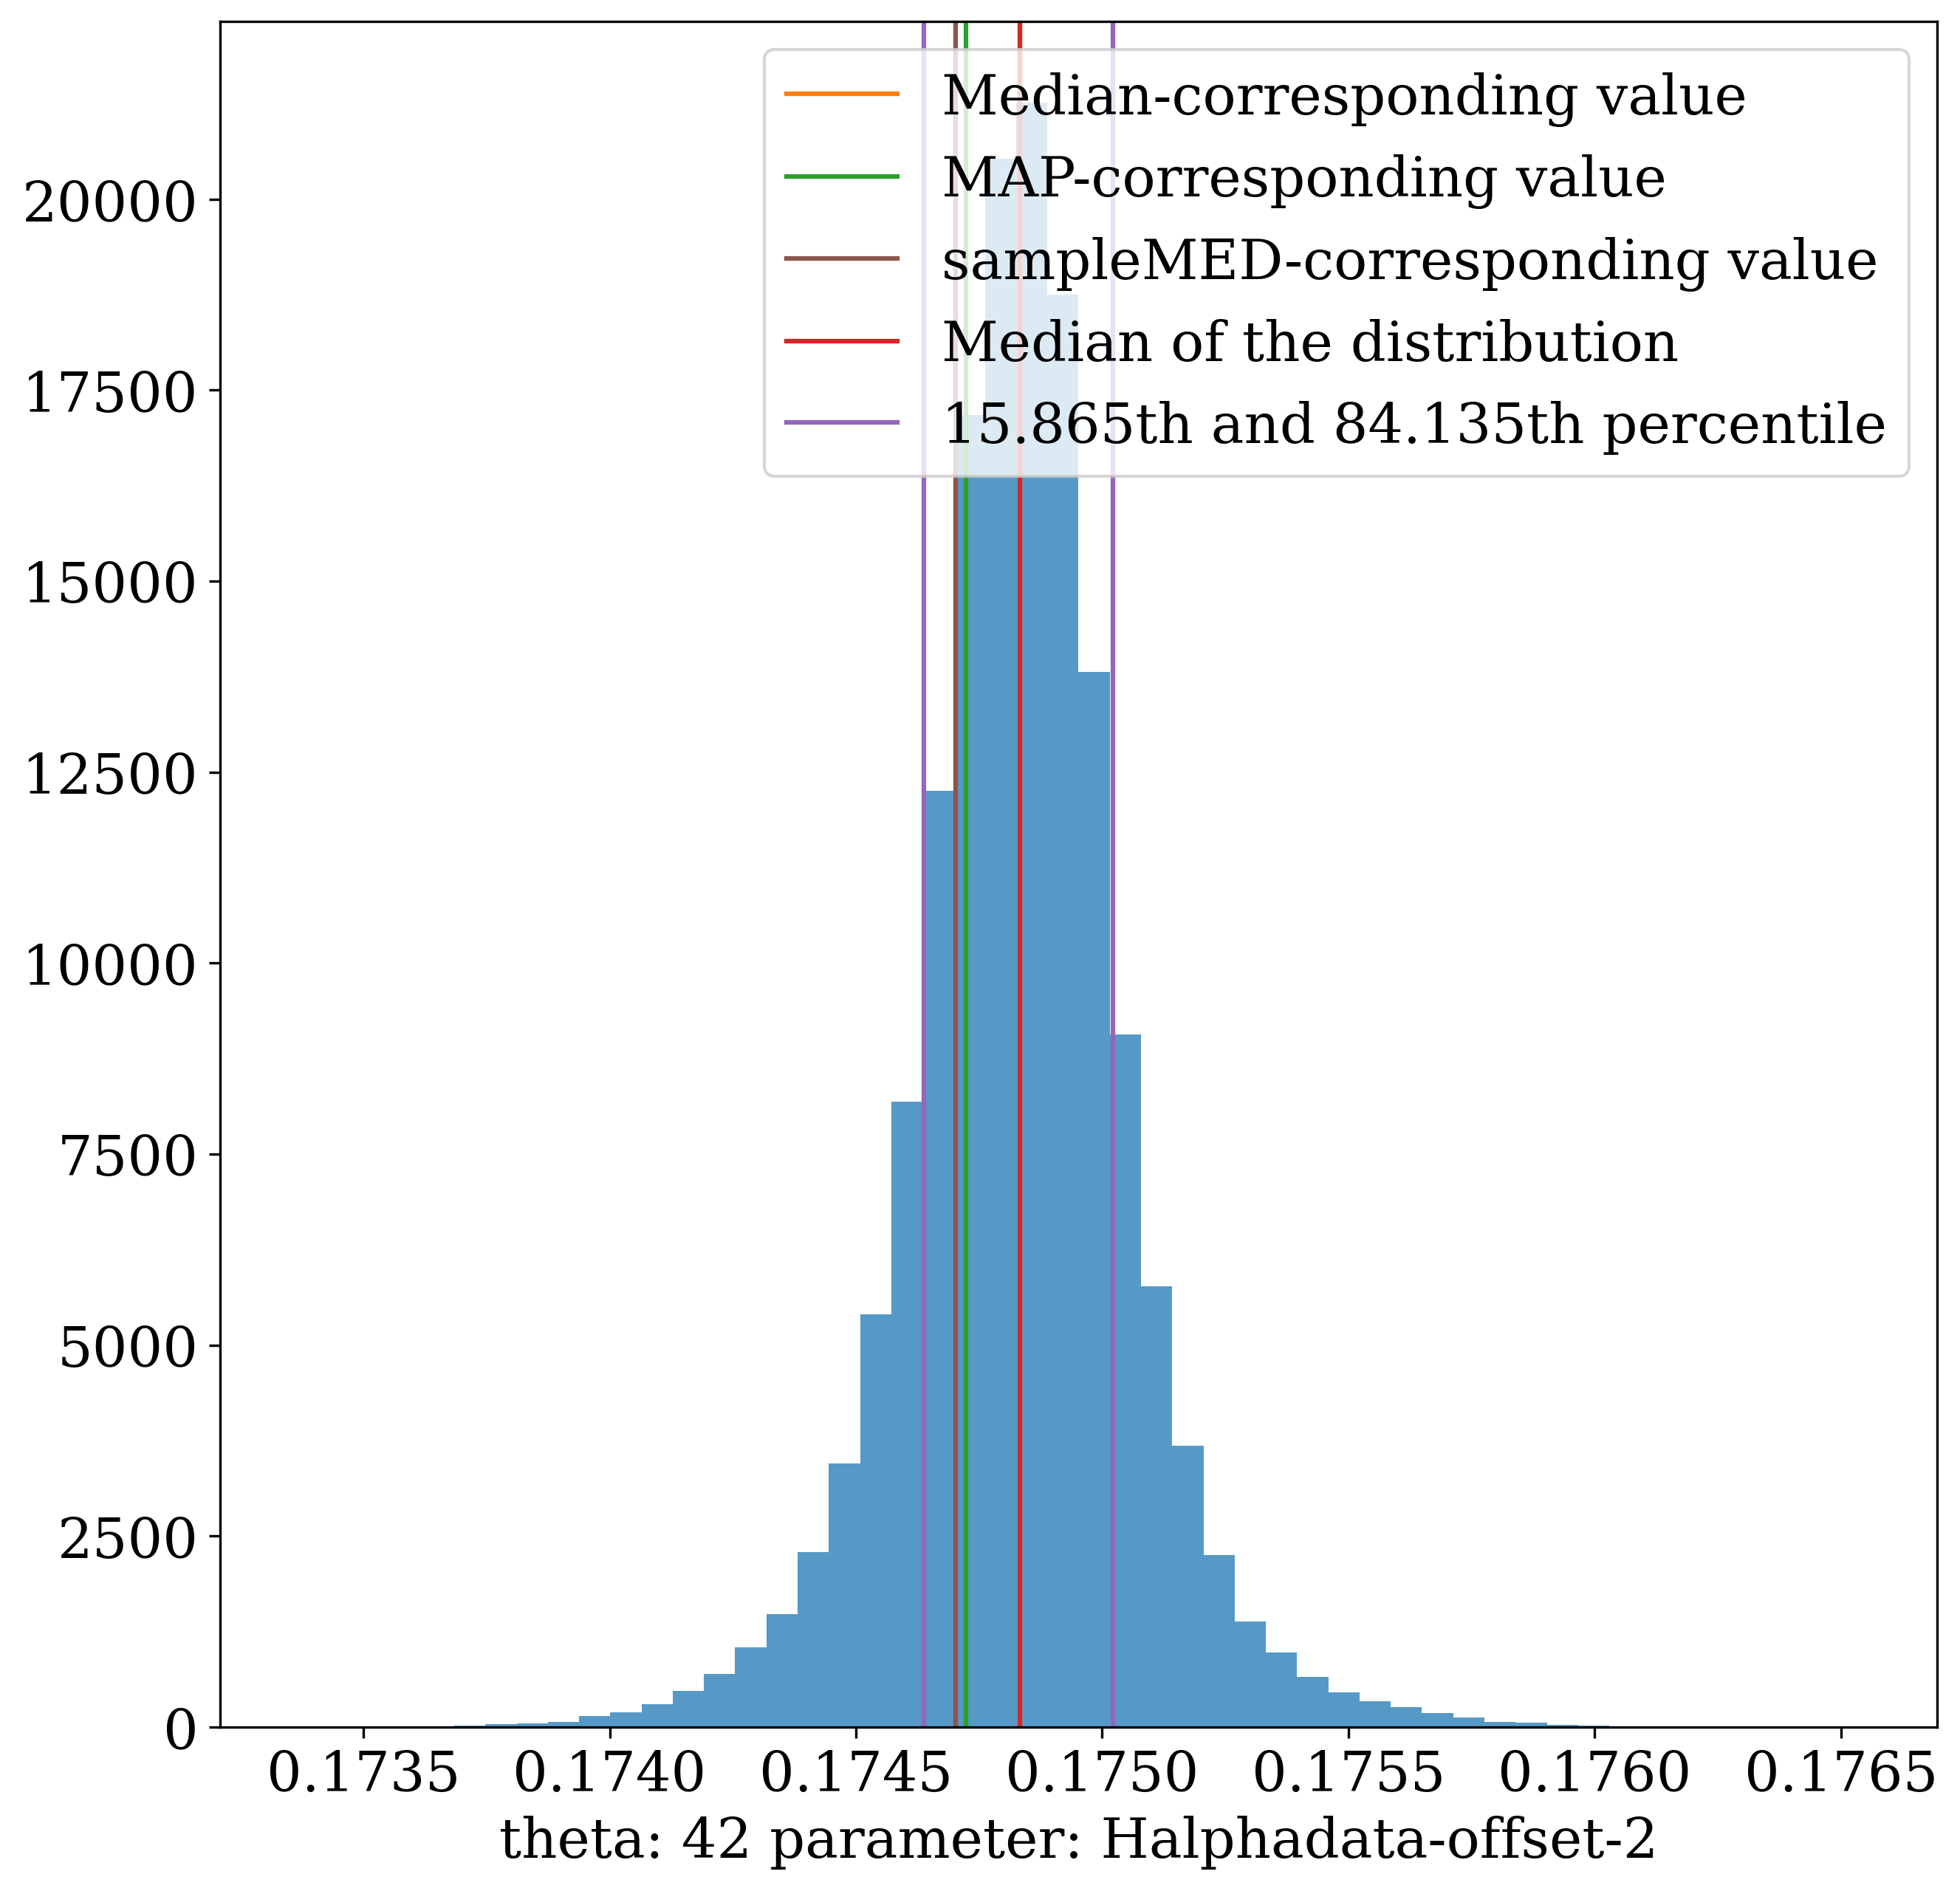 Median-corresponding value
MAP-corresponding value
sampleMED-corresponding value
Median of the distribution
15.865th and 84.135th percentile
20000
17500
15000
12500
10000
7500
5000
2500
0
0.1735 0.1740 0.1745 0.1750 0.1755 0.1760 0.1765
theta: 42 parameter: Halphadata-offset-2